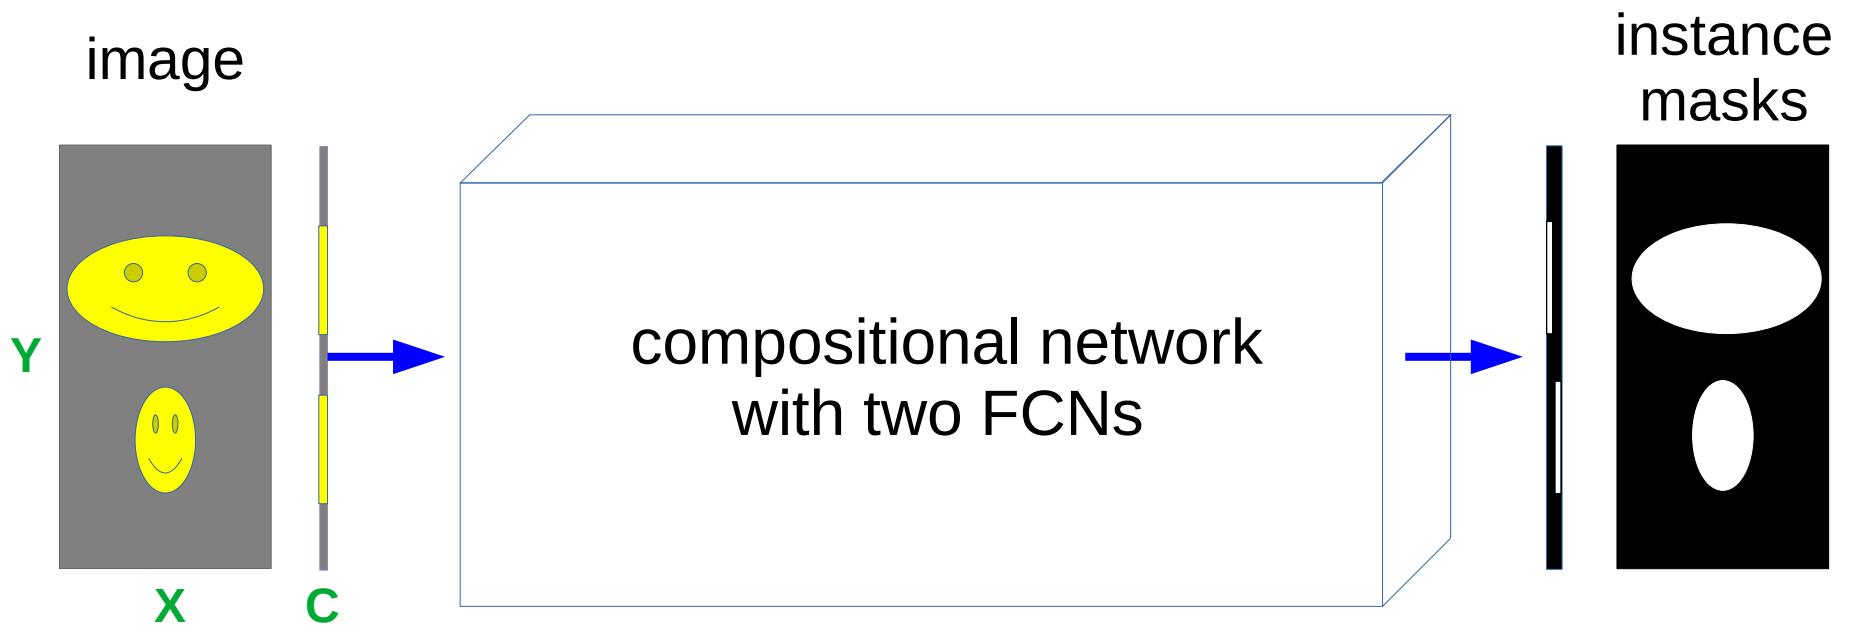 image
instance
masks
compositional network
with two FCNs
Y
X
C